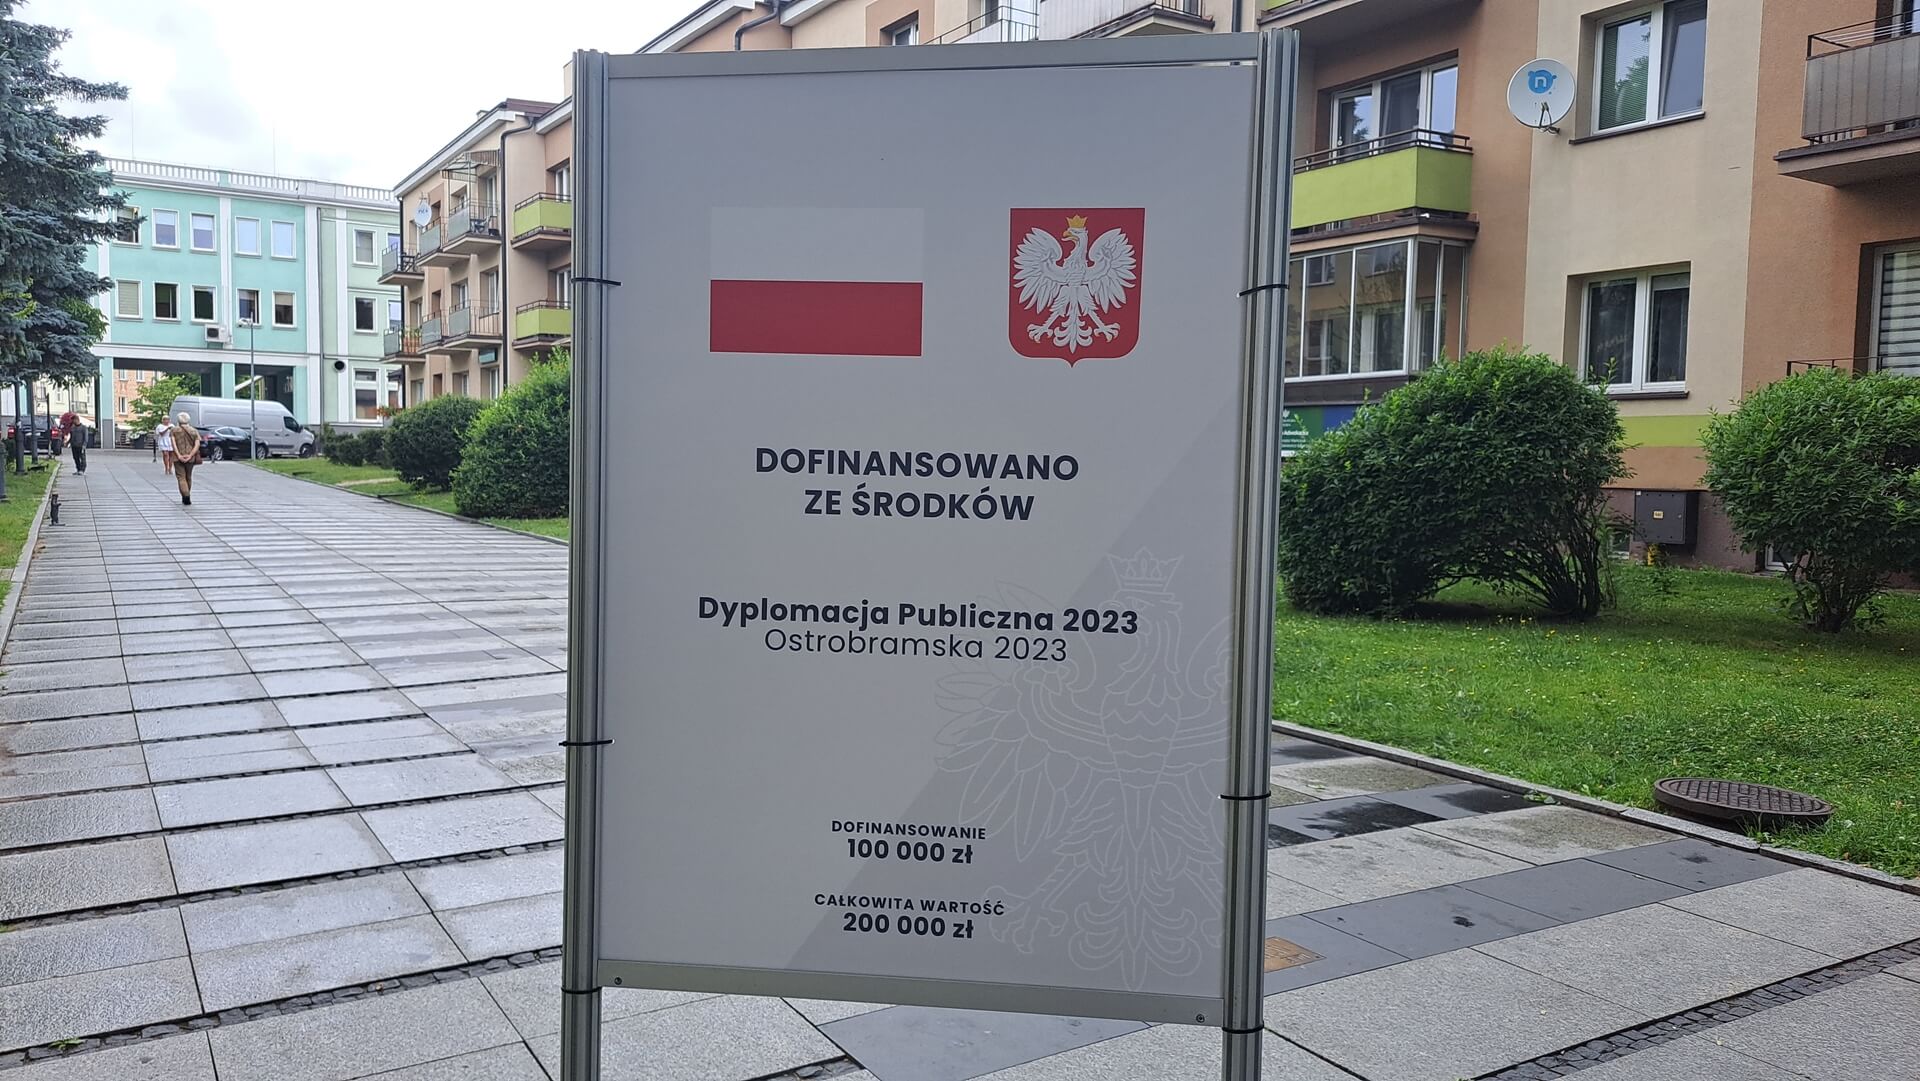 DOFINANSOWANO
ZE ŚRODKÓW
Dyplomacja Publiczna 2023
Ostrobramska 2023
DOFINANSOWANIE
100 000 zł
CAŁKOWITA WARTOŚĆ
200 000 zł
n